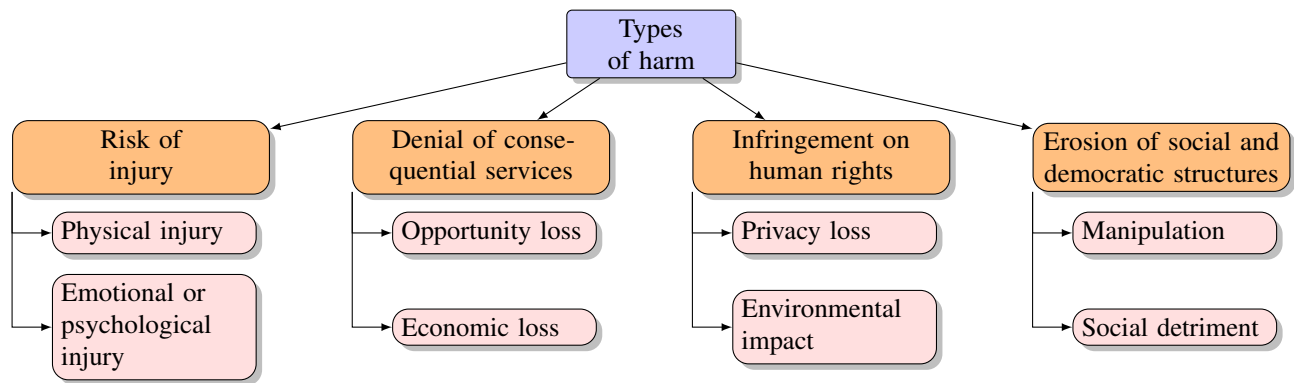 Types
of harm
Risk of
injury
Denial of conse-
quential services
Infringement on
human rights
Erosion of social and
democratic structures
Physical injury
Emotional or
psychological
injury
Opportunity loss
Economic loss
Privacy loss
Environmental
impact
Manipulation
Social detriment